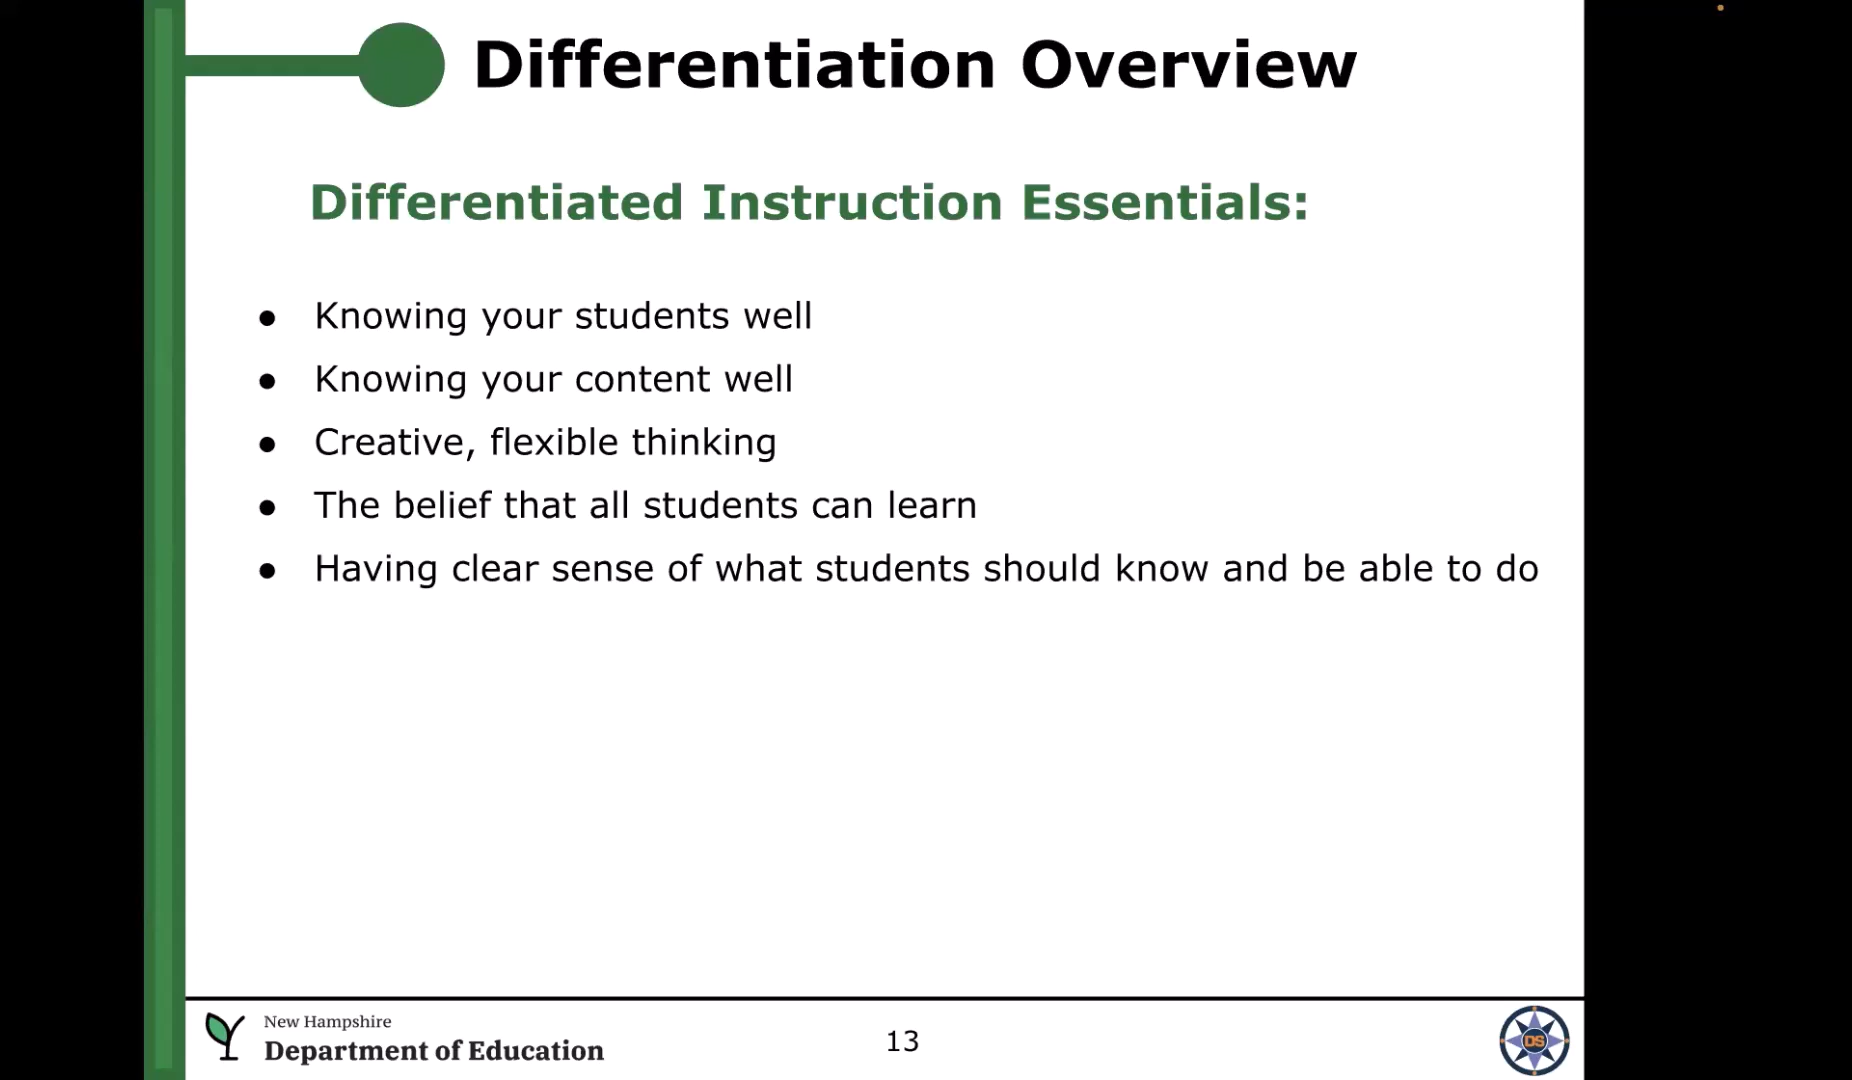 Differentiation Overview
Differentiated Instruction Essentials:
● Knowing your students well
● Knowing your content well
● Creative, flexible thinking
● The belief that all students can learn
● Having clear sense of what students should know and be able to do
New Hampshire
Department of Education
13
DS